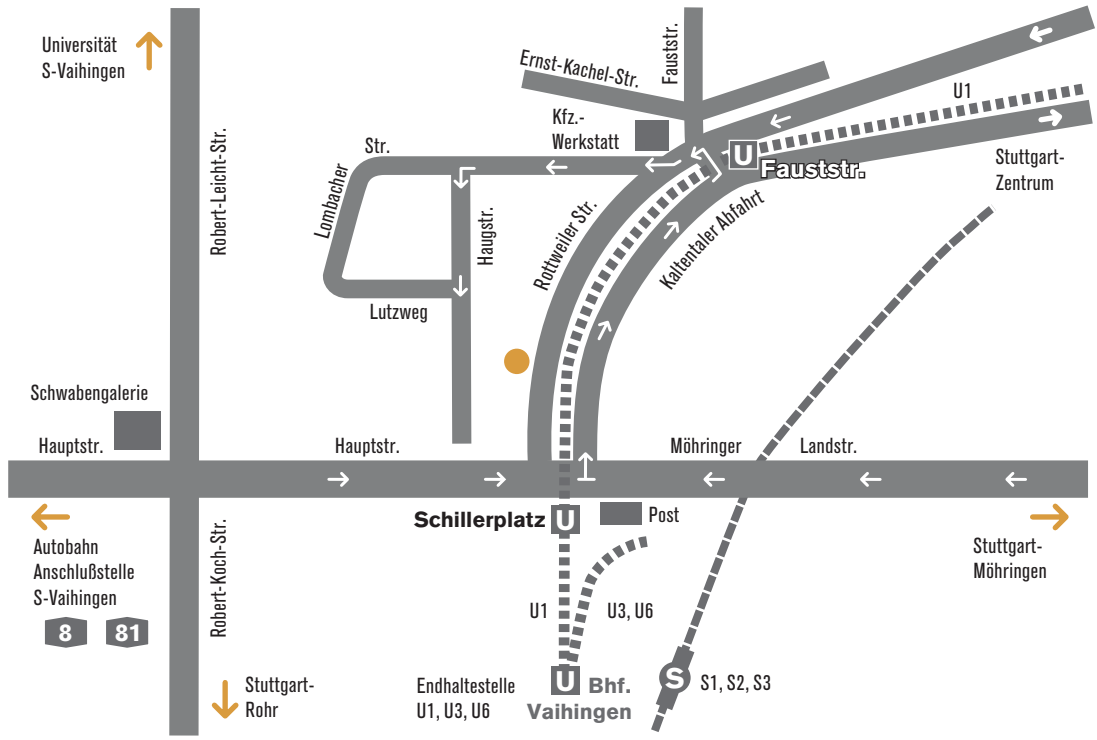 Universität
S-Vaihingen
Robert-Leicht-Str.
Ernst-Kachel-Str.
Fauststr.
Kfz.-
Werkstatt
U1
U
Fauststr.
Stuttgart-
Zentrum
Str.
Lombacher
Haugstr.
Lutzweg
Rottweiler Str.
Kaltentaler Abfahrt
Schwabengalerie
Hauptstr.
Hauptstr.
Möhringer
Landstr.
Schillerplatz
U
Post
Autobahn
Anschlußstelle
S-Vaihingen
8
81
Robert-Koch-Str.
Stuttgart-
Möhringen
U1
U3, U6
Stuttgart-
Rohr
Endhaltestelle
U1, U3, U6
U
Bhf.
Vaihingen
S
S1, S2, S3